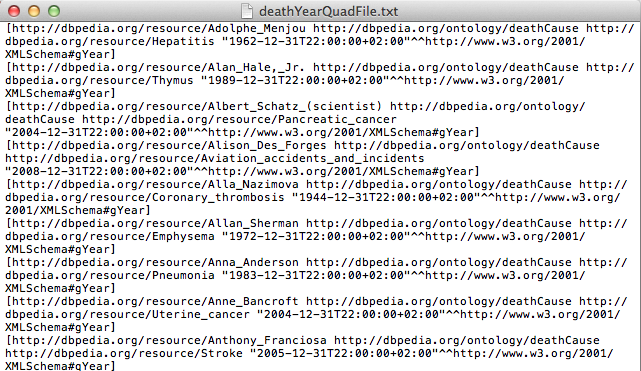 deathYearQuadFile.txt
[http://dbpedia.org/resource/Adolphe_Menjou http://dbpedia.org/ontology/deathCause http://
dbpedia.org/resource/Hepatitis "1962-12-31T22:00:00+02:00"^^http://www.w3.org/2001/
XMLSchema#gYear]
[http://dbpedia.org/resource/Alan_Hale,_Jr. http://dbpedia.org/ontology/deathCause http://
dbpedia.org/resource/Thymus "1989-12-31T22:00:00+02:00"^^http://www.w3.org/2001/
XMLSchema#gYear]
[http://dbpedia.org/resource/Albert_Schatz_(scientist) http://dbpedia.org/ontology/
deathCause http://dbpedia.org/resource/Pancreatic_cancer
"2004-12-31T22:00:00+02:00"^^http://www.w3.org/2001/XMLSchema#gYear]
[http://dbpedia.org/resource/Alison_Des_Forges http://dbpedia.org/ontology/deathCause
http://dbpedia.org/resource/Aviation_accidents_and_incidents
"2008-12-31T22:00:00+02:00"^^http://www.w3.org/2001/XMLSchema#gYear]
[http://dbpedia.org/resource/Alla_Nazimova http://dbpedia.org/ontology/deathCause http://
dbpedia.org/resource/Coronary_thrombosis "1944-12-31T22:00:00+02:00"^^http://www.w3.org/
2001/XMLSchema#gYear]
[http://dbpedia.org/resource/Allan_Sherman http://dbpedia.org/ontology/deathCause http://
dbpedia.org/resource/Emphysema "1972-12-31T22:00:00+02:00"^^http://www.w3.org/2001/
XMLSchema#gYear]
[http://dbpedia.org/resource/Anna_Anderson http://dbpedia.org/ontology/deathCause http://
dbpedia.org/resource/Pneumonia "1983-12-31T22:00:00+02:00"^^http://www.w3.org/2001/
XMLSchema#gYear]
[http://dbpedia.org/resource/Anne_Bancroft http://dbpedia.org/ontology/deathCause http://
dbpedia.org/resource/Uterine_cancer "2004-12-31T22:00:00+02:00"^^http://www.w3.org/2001/
XMLSchema#gYear]
[http://dbpedia.org/resource/Anthony_Franciosa http://dbpedia.org/ontology/deathCause
http://dbpedia.org/resource/Stroke "2005-12-31T22:00:00+02:00"^^http://www.w3.org/2001/
XMLSchema#gYear]